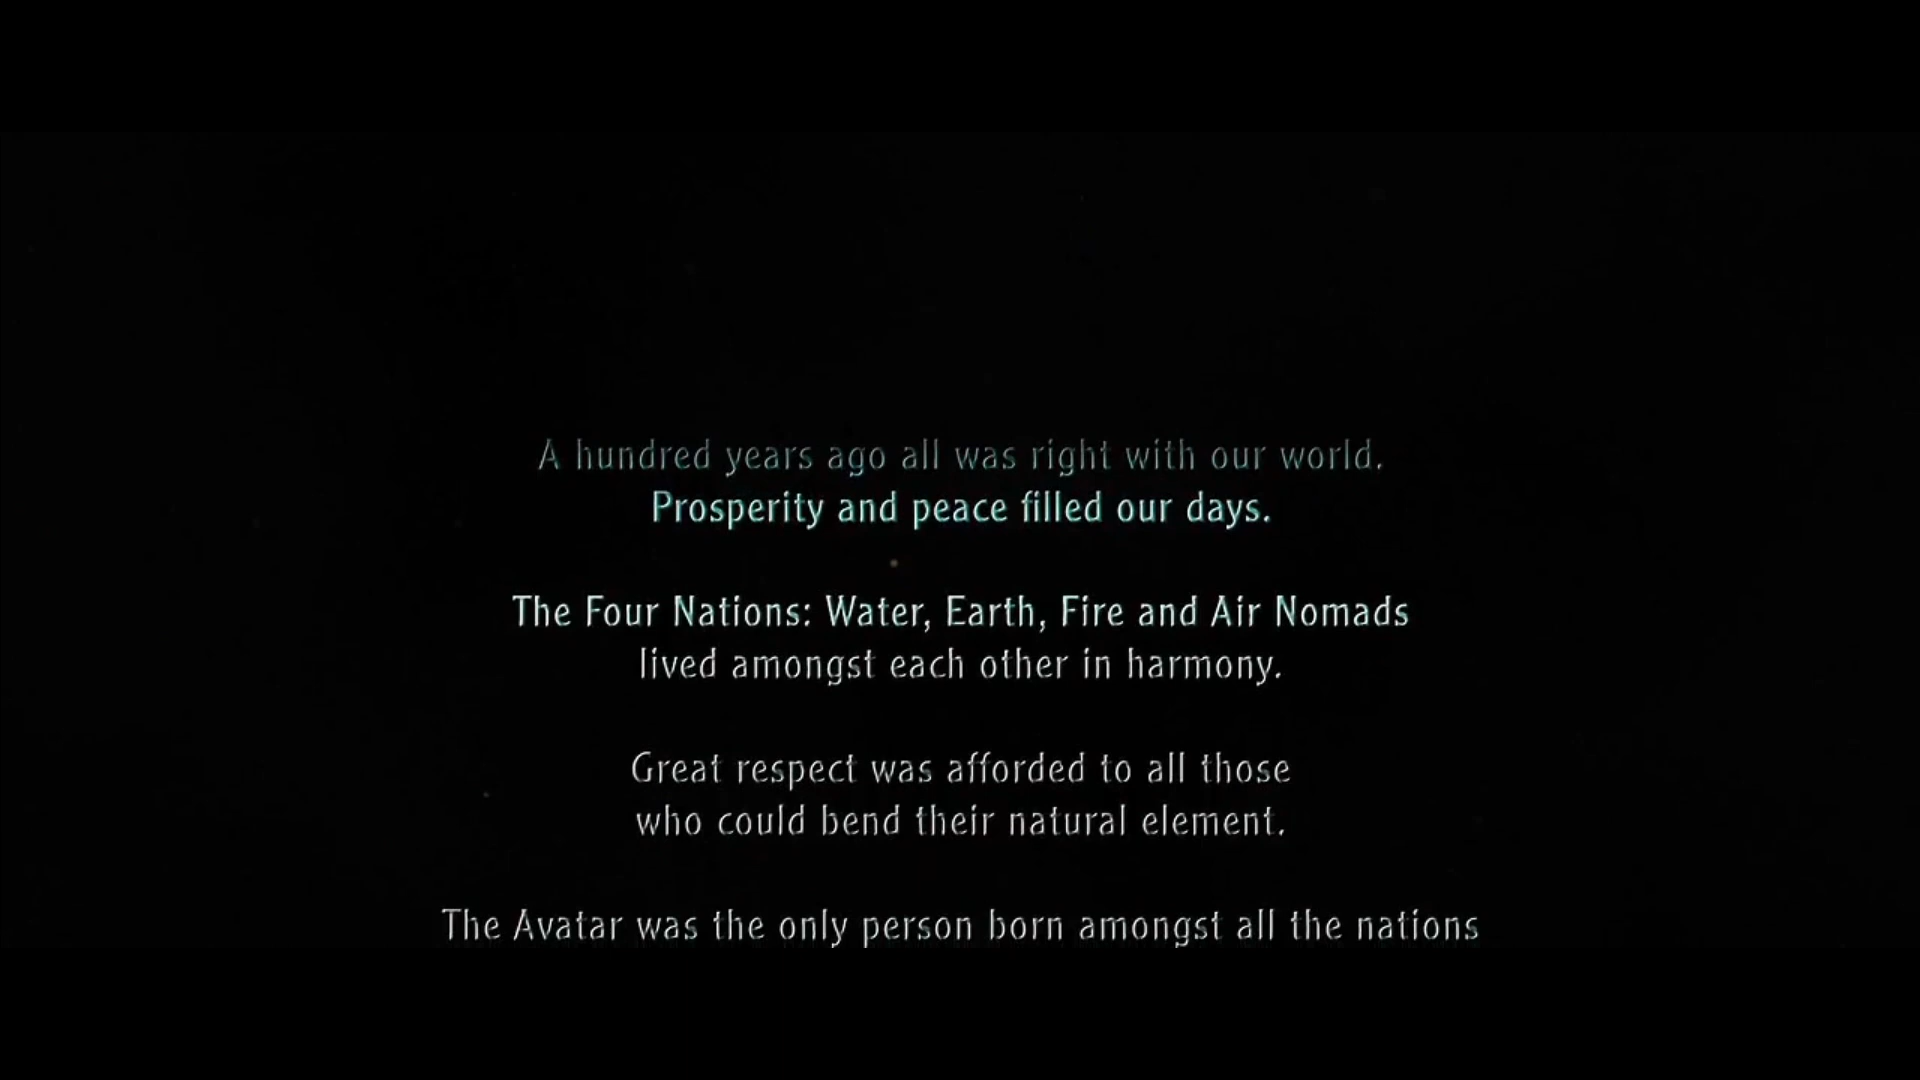 A hundred years ago all was right with our world.
Prosperity and peace filled our days.
The Four Nations: Water, Earth, Fire and Air Nomads
lived amongst each other in harmony.
Great respect was afforded to all those
who could bend their natural element.
The Avatar was the only person born amongst all the nations